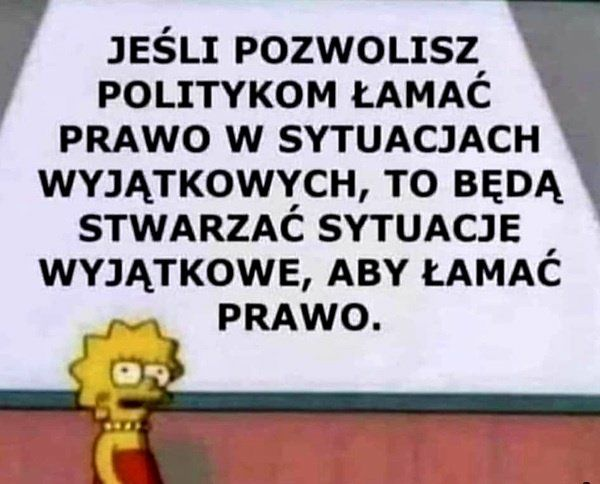 JEŚLI POZWOLISZ
POLITYKOM ŁAMAĆ
PRAWO W SYTUACJACH
WYJĄTKOWYCH, TO BĘDĄ
STWARZAĆ SYTUACJE
WYJĄTKOWE, ABY ŁAMAĆ
PRAWO.